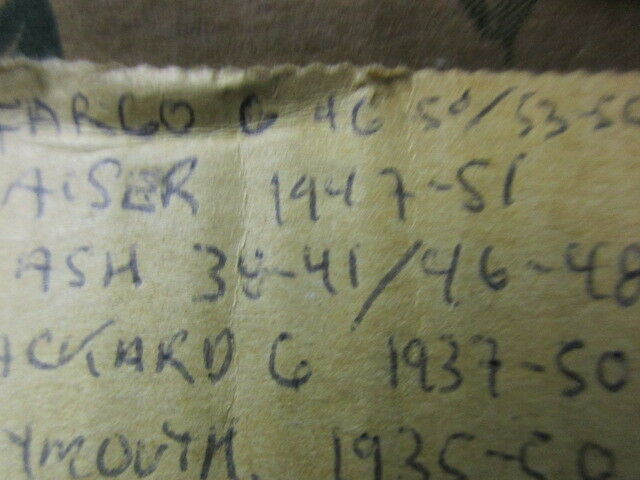 FARGO 6 46 50/53-56
AISER 1947-51
ASH 38-41/46-48
ACKARD 6 1937-50
YMOUTH. 1935-50